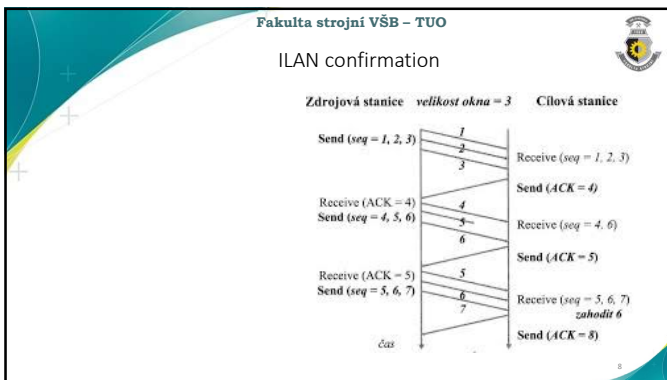 Fakulta strojní VŠB – TUO
ILAN confirmation
Zdrojová stanice velikost okna = 3 Cílová stanice
1
Send (seq = 1, 2, 3)
2
Receive (seq = 1, 2, 3)
3
Send (ACK = 4)
Receive (ACK = 4)
4
Send (seq = 4, 5, 6)
5
Receive (seq = 4, 6)
6
Send (ACK = 5)
Receive (ACK = 5)
5
Send (seq = 5, 6, 7)
6
Receive (seq = 5, 6, 7)
7
zahodit 6
Send (ACK = 8)
čas
8